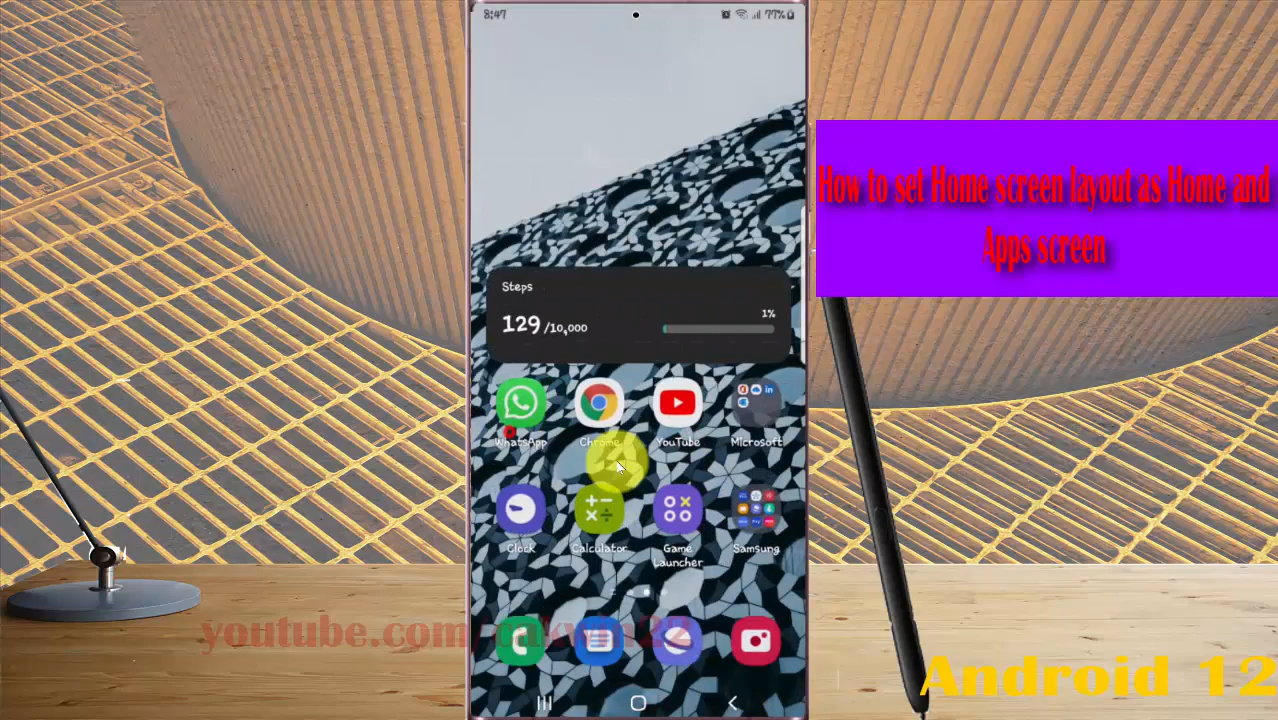 8:47
77%
How to set Home screen layout as Home and
Apps screen
Steps
129 /10,000
1%
WhatsApp
Chrome
YouTube
Microsoft
Clock
Calculator
Game
Launcher
Samsung
Android 12